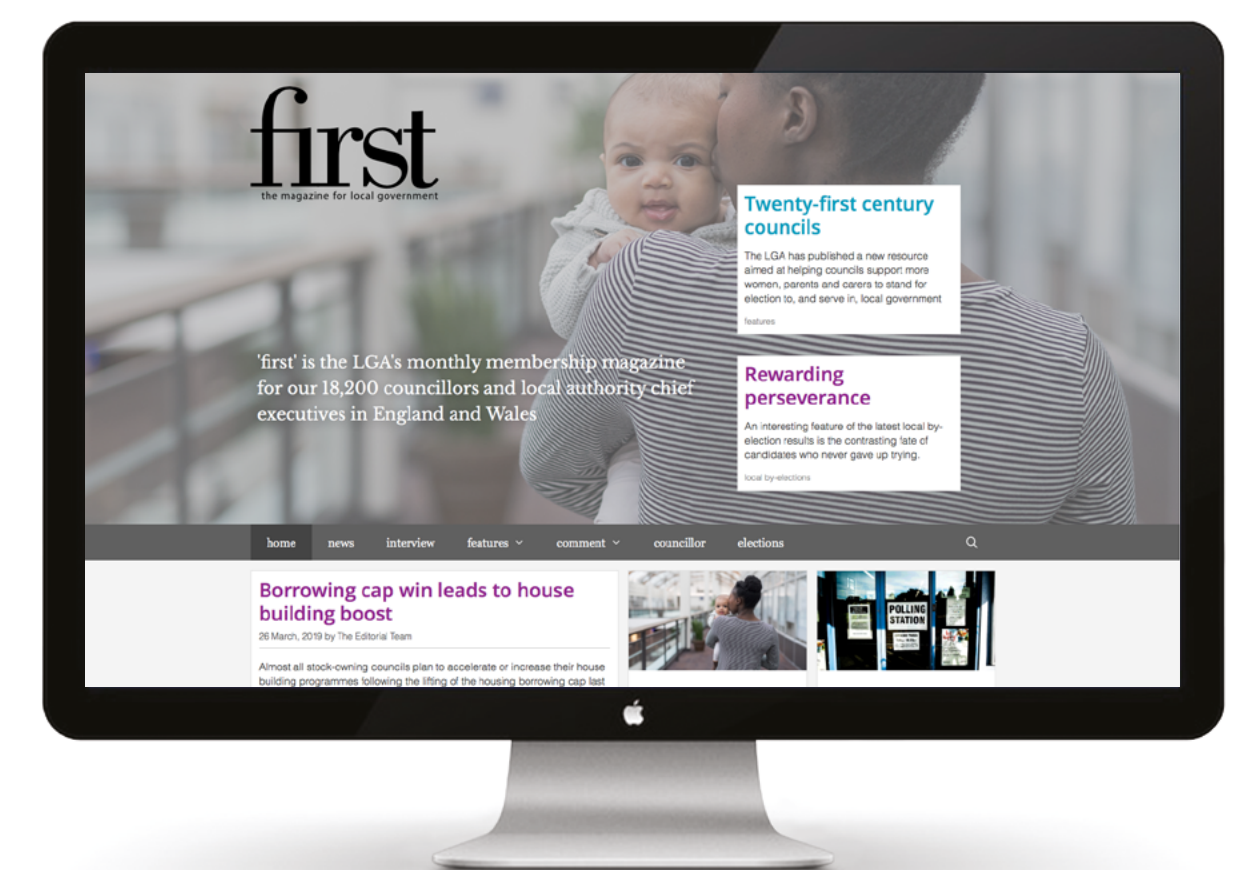 first
the magazine for local government
Twenty-first century
councils
The LGA has published a new resource
aimed at helping councils support more
women, parents and carers to stand for
election to, and serve in, local government
features
'first' is the LGA's monthly membership magazine
for our 18,200 councillors and local authority chief
executives in England and Wales
Rewarding
perseverance
An interesting feature of the latest local by-
election results is the contrasting fate of
candidates who never gave up trying.
local by-elections
home news interview features comment councillor elections
Borrowing cap win leads to house
building boost
26 March, 2019 by The Editorial Team
Almost all stock-owning councils plan to accelerate or increase their house
building programmes following the lifting of the housing borrowing cap last
POLLING
STATION